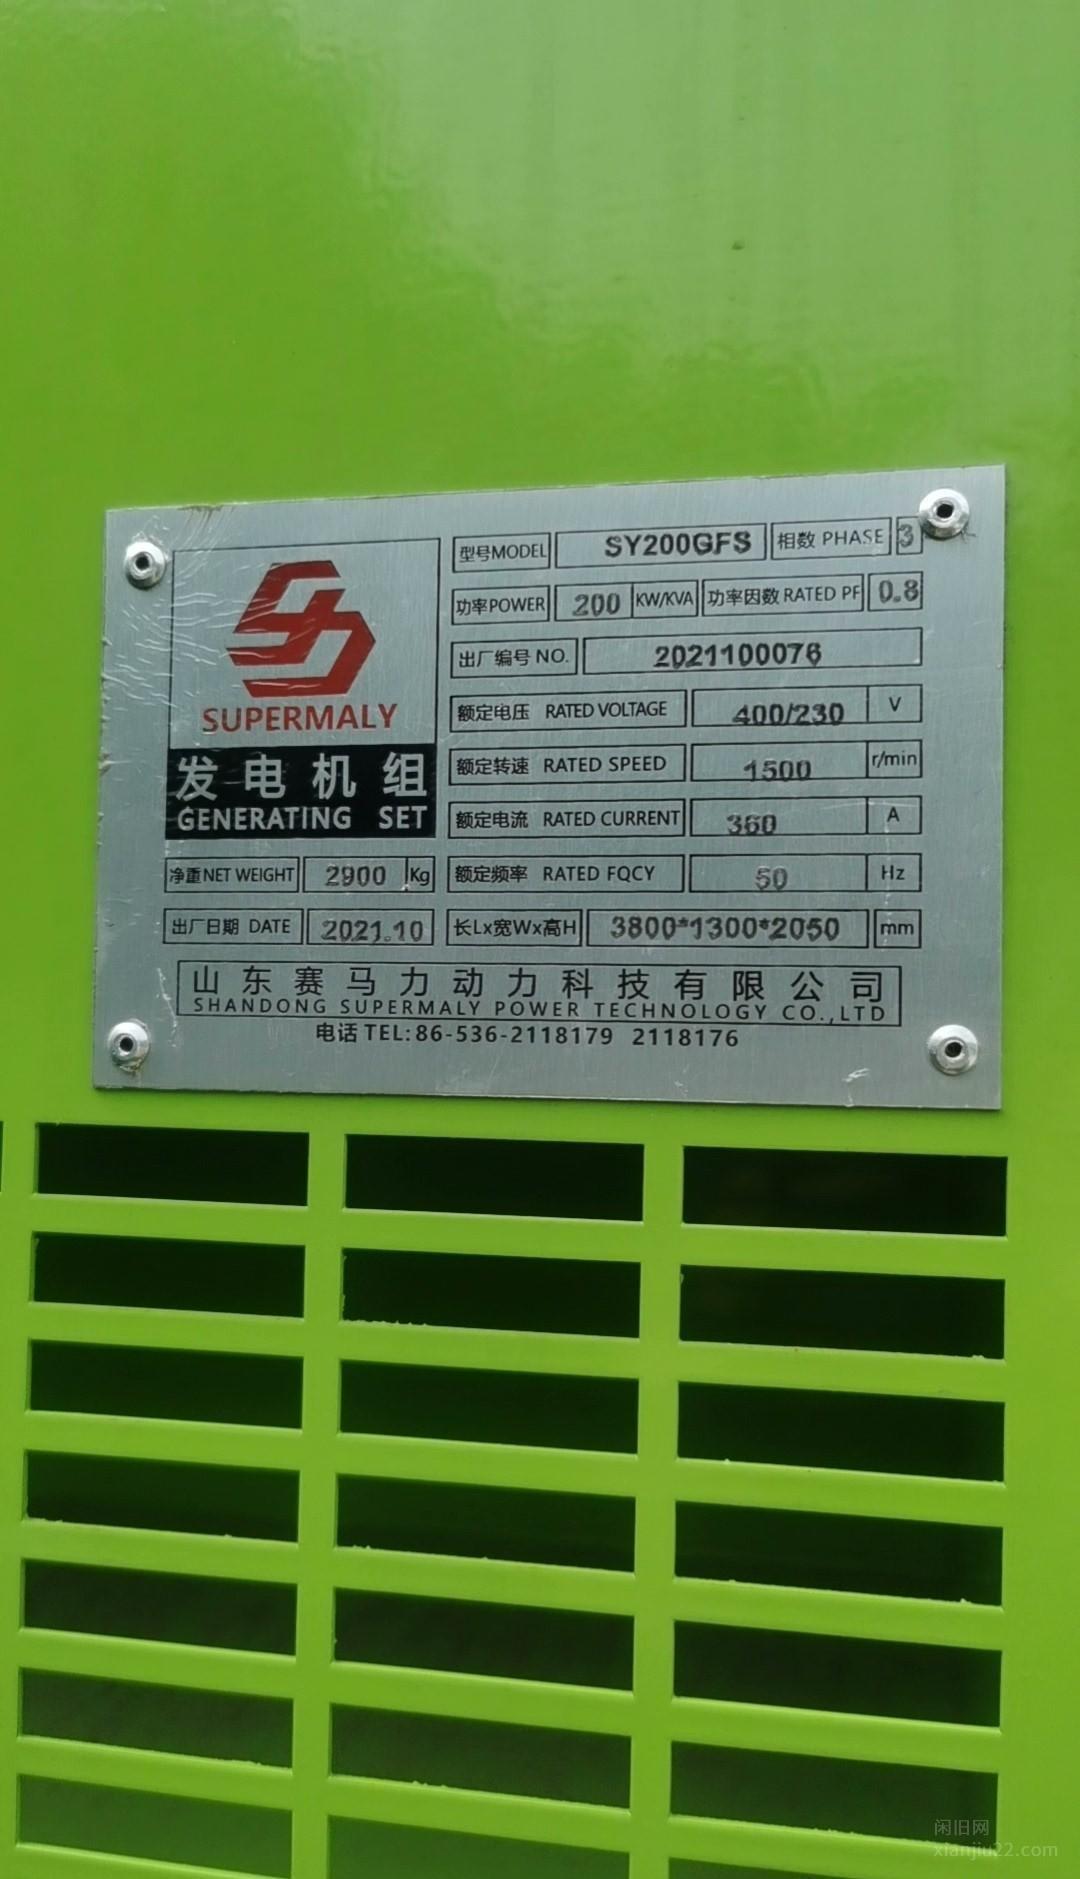 型号MODEL SY200GFS 相数 PHASE 3
功率POWER 200 KW/KVA 功率因数 RATED PF 0.8
出厂编号 NO. 2021100076
SUPERMALY
额定电压 RATED VOLTAGE 400/230 V
发电机组
额定转速 RATED SPEED 1500 r/min
GENERATING SET
额定电流 RATED CURRENT 360 A
净重NET WEIGHT 2900 Kg 额定频率 RATED FQCY 50 Hz
出厂日期 DATE 2021.10 长Lx宽Wx高H 3800*1300*2050 mm
山东赛马力动力科技有限公司
SHANDONG SUPERMALY POWER TECHNOLOGY CO.,LTD
电话 TEL: 86-536-2118179 2118176
闲旧网
xianjiu22.com